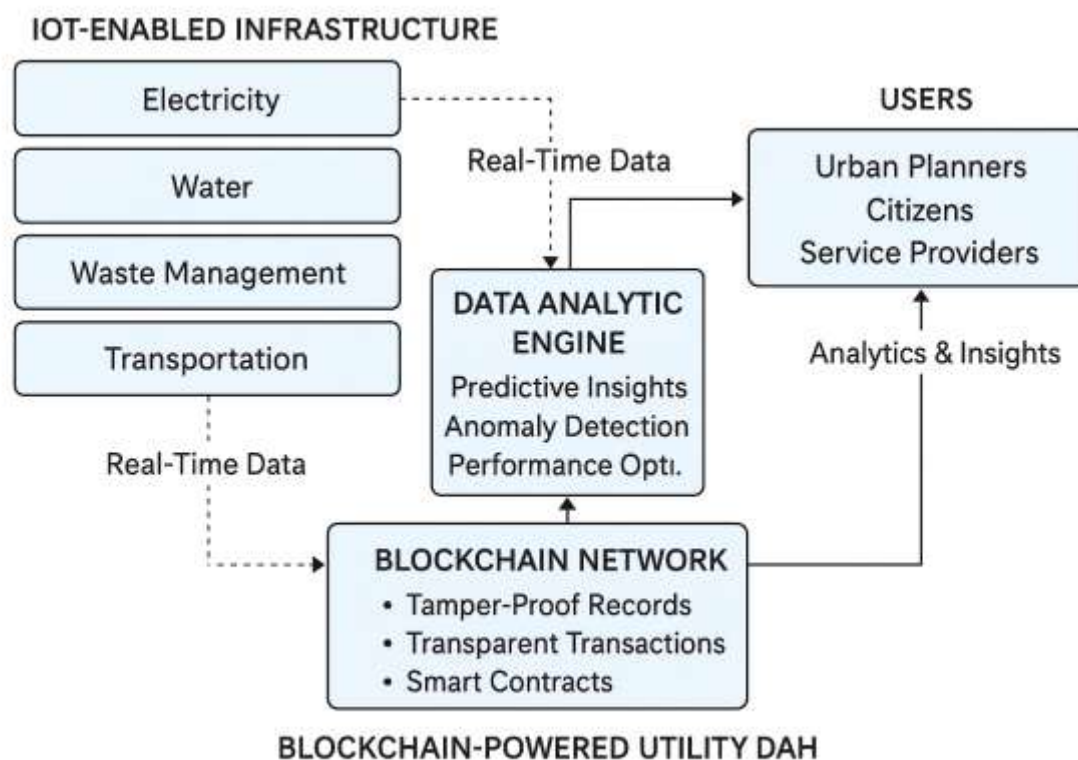 IOT-ENABLED INFRASTRUCTURE
Electricity
Water
Waste Management
Transportation
Real-Time Data
Real-Time Data
USERS
Urban Planners
Citizens
Service Providers
DATA ANALYTIC
ENGINE
Predictive Insights
Anomaly Detection
Performance Opti.
Analytics & Insights
BLOCKCHAIN NETWORK
• Tamper-Proof Records
• Transparent Transactions
• Smart Contracts
BLOCKCHAIN-POWERED UTILITY DAH